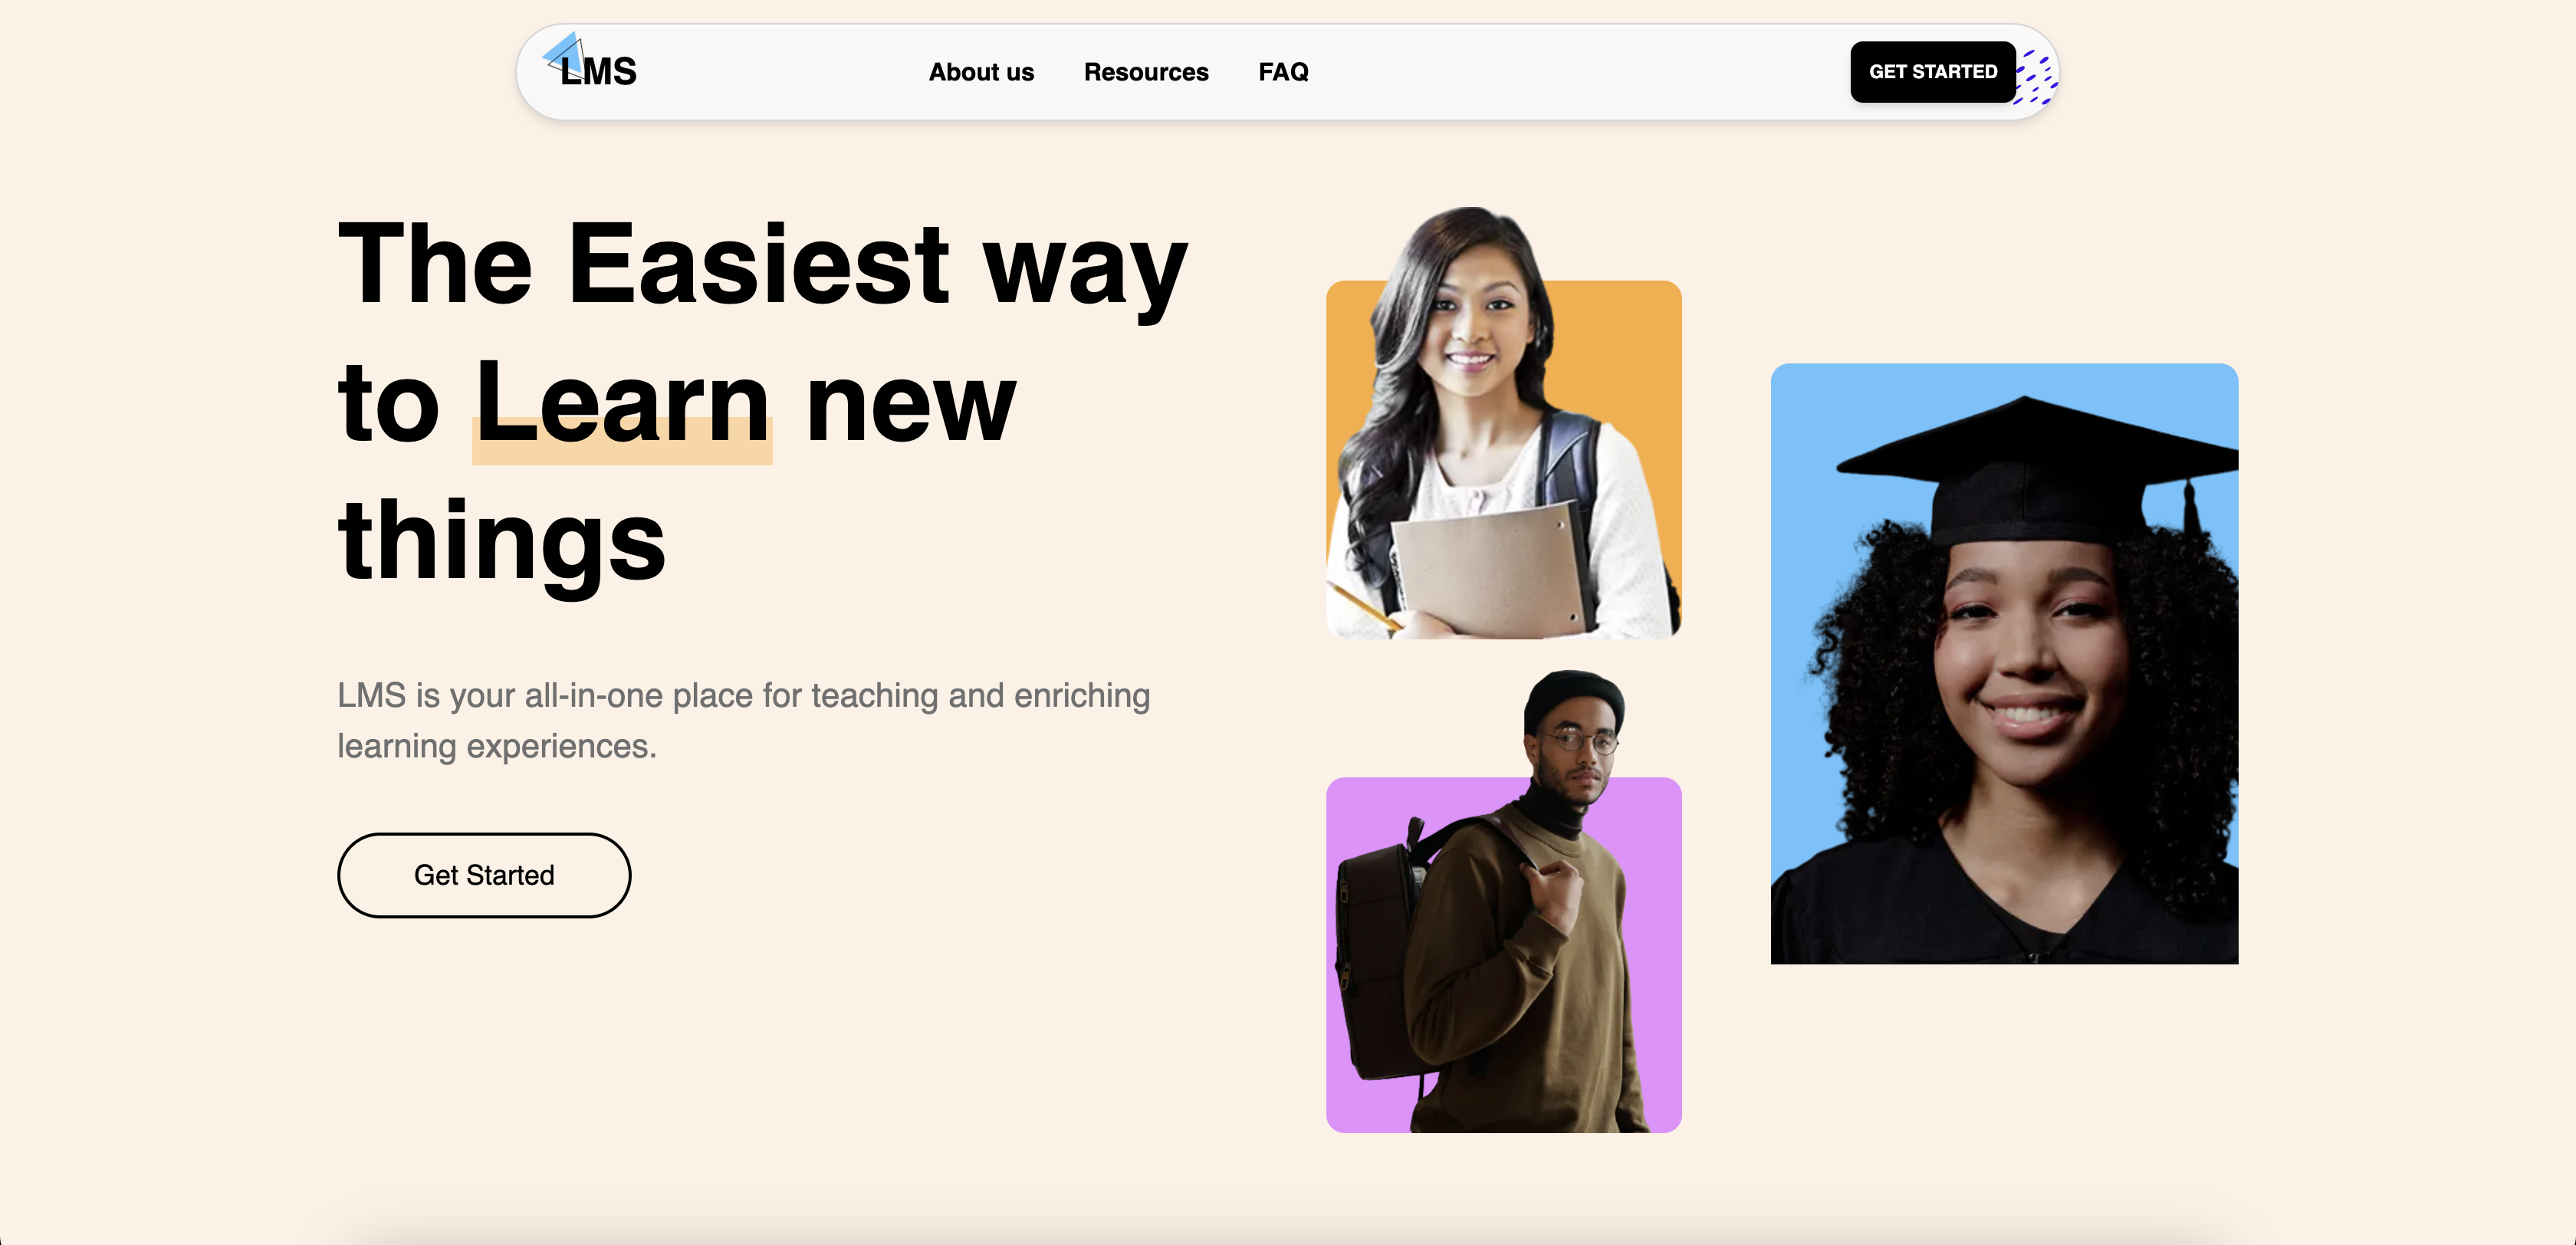 LMS
About us
Resources
FAQ
GET STARTED
The Easiest way
to Learn new
things
LMS is your all-in-one place for teaching and enriching
learning experiences.
Get Started